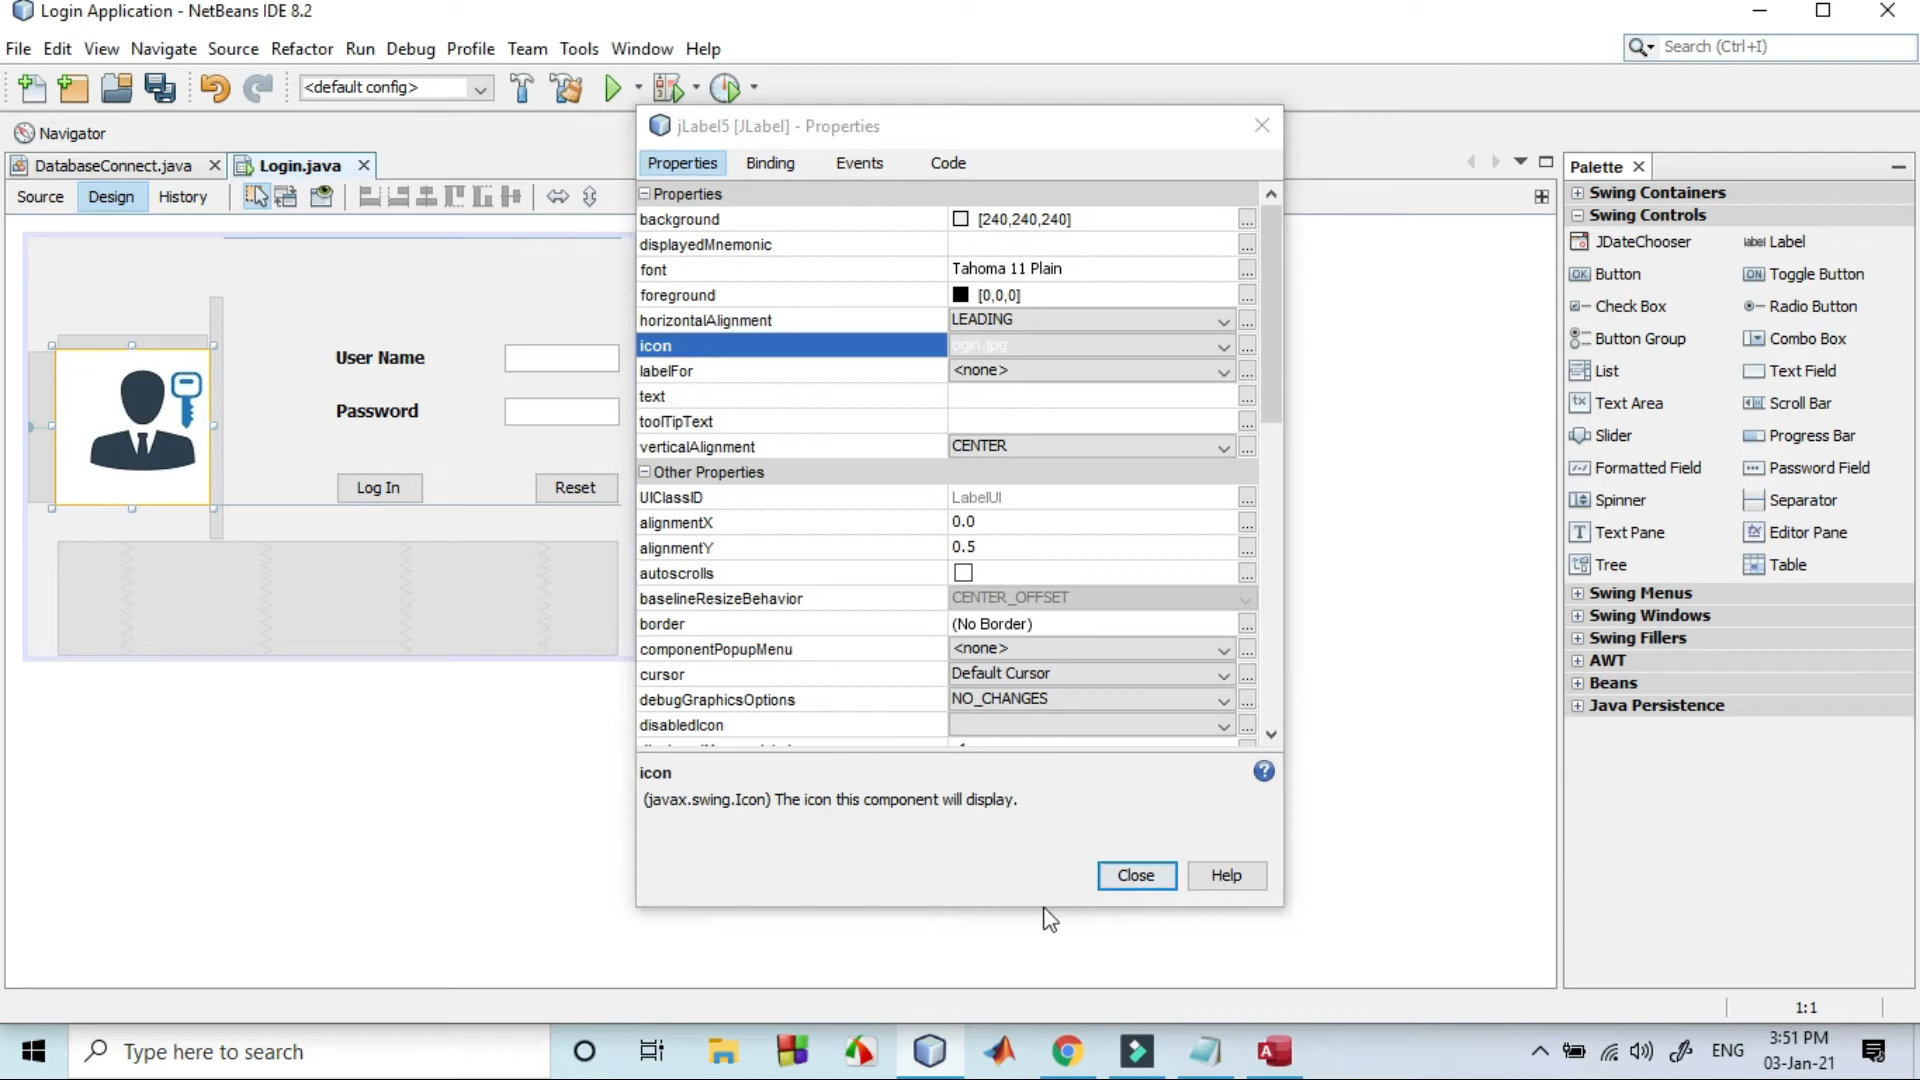 Login Application - NetBeans IDE 8.2
File Edit View Navigate Source Refactor Run Debug Profile Team Tools Window Help
Search (Ctrl+I)
<default config>
Navigator
jLabel5 [JLabel] - Properties
DatabaseConnect.java Login.java
Source Design History
Properties Binding Events Code
Properties
background [240,240,240]
displayedMnemonic
font Tahoma 11 Plain
foreground [0,0,0]
horizontalAlignment LEADING
icon ogin.jpg
labelFor <none>
text
toolTipText
verticalAlignment CENTER
Other Properties
UIClassID LabelUI
alignmentX 0.0
alignmentY 0.5
autoscrolls
baselineResizeBehavior CENTER_OFFSET
border (No Border)
componentPopupMenu <none>
cursor Default Cursor
debugGraphicsOptions NO_CHANGES
disabledIcon
icon
(javax.swing.Icon) The icon this component will display.
Close Help
User Name
Password
Log In Reset
Palette
Swing Containers
Swing Controls
JDateChooser label Label
OK Button ON Toggle Button
Check Box Radio Button
Button Group Combo Box
List Text Field
Text Area Scroll Bar
Slider Progress Bar
Formatted Field Password Field
Spinner Separator
T Text Pane Editor Pane
Tree Table
Swing Menus
Swing Windows
Swing Fillers
AWT
Beans
Java Persistence
1:1
Type here to search
ENG
3:51 PM
03-Jan-21